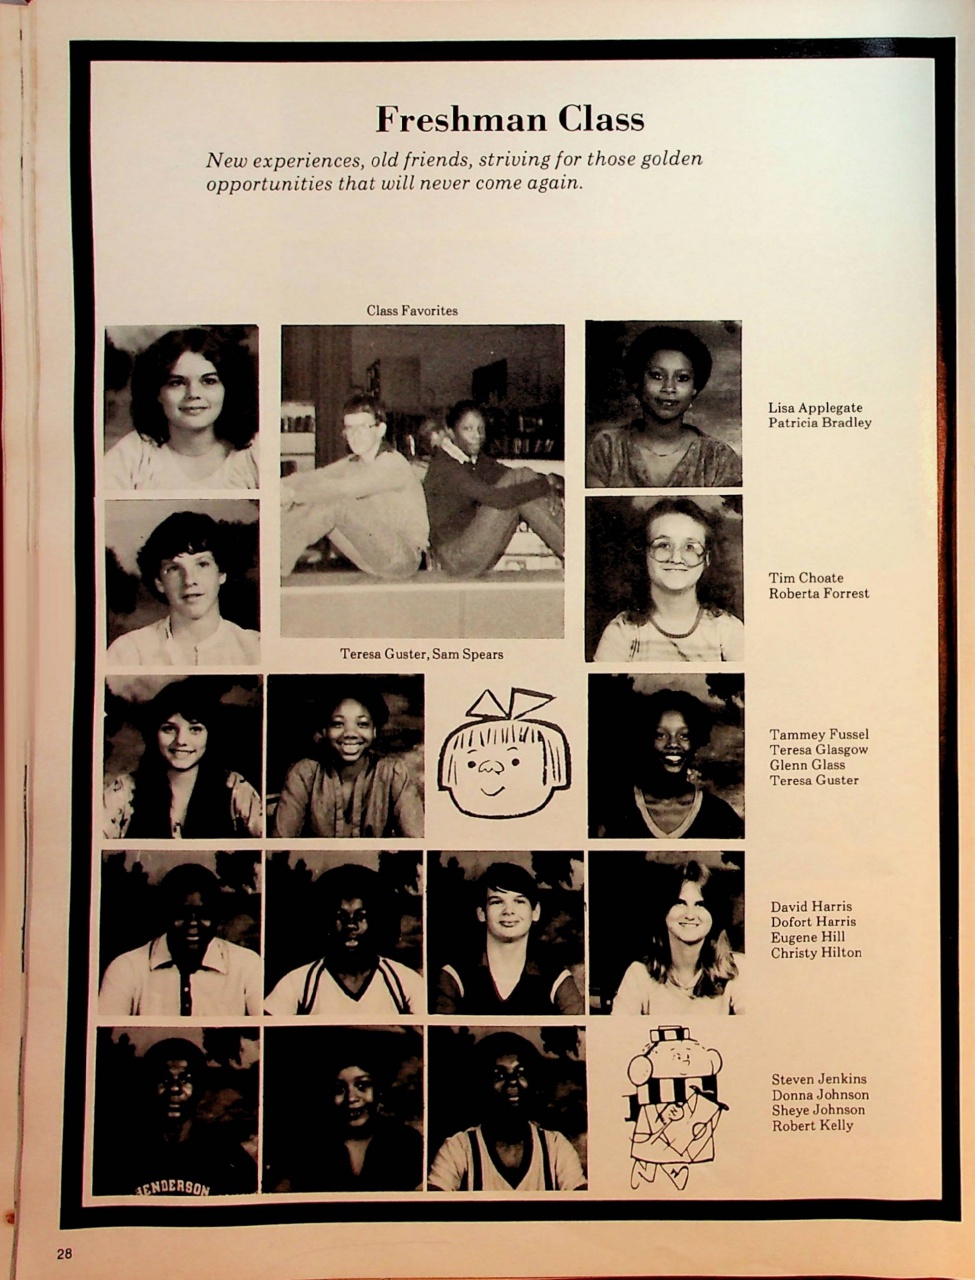 Freshman Class
New experiences, old friends, striving for those golden
opportunities that will never come again.
Class Favorites
Lisa Applegate
Patricia Bradley
Tim Choate
Roberta Forrest
Teresa Guster, Sam Spears
Tammey Fussel
Teresa Glasgow
Glenn Glass
Teresa Guster
David Harris
Dofort Harris
Eugene Hill
Christy Hilton
Steven Jenkins
Donna Johnson
Sheye Johnson
Robert Kelly
HENDERSON
28